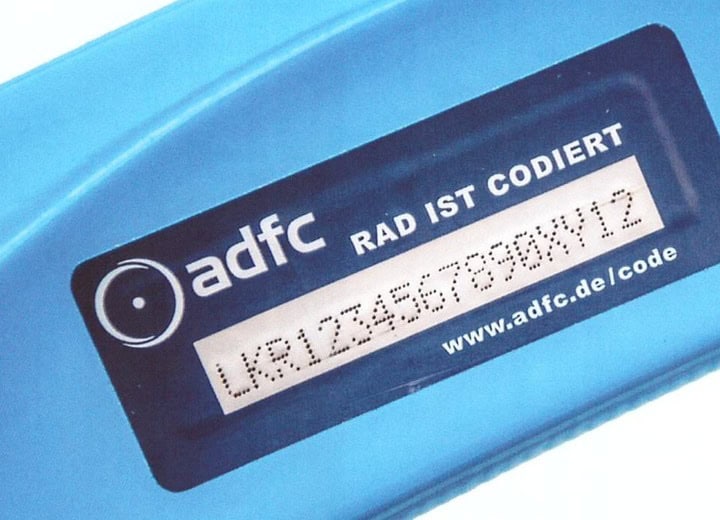 adfc RAD IST CODIERT
LKR1234567890XY12
www.adfc.de/code